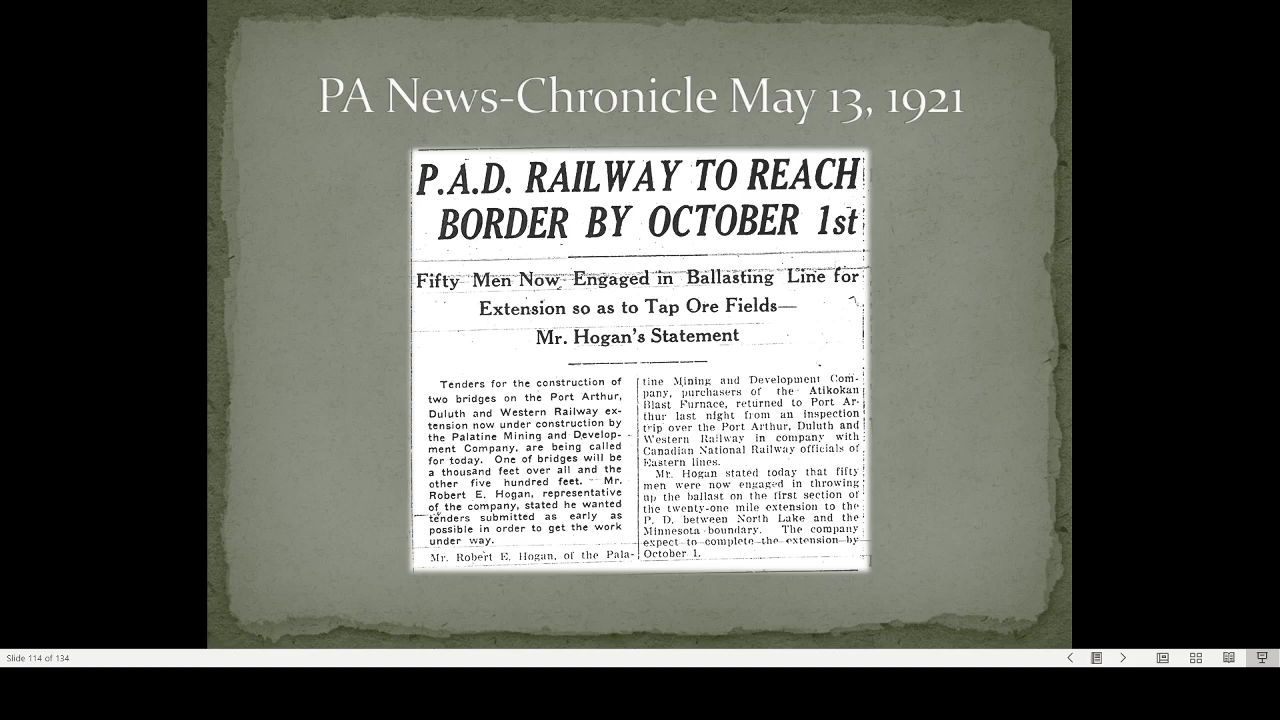 PA News-Chronicle May 13, 1921
P.A.D. RAILWAY TO REACH
BORDER BY OCTOBER 1st
Fifty Men Now Engaged in Ballasting Line for
Extension so as to Tap Ore Fields—
Mr. Hogan's Statement
Tenders for the construction of
two bridges on the Port Arthur,
Duluth and Western Railway ex-
tension now under construction by
the Palatine Mining and Develop-
ment Company, are being called
for today. One of bridges will be
a thousand feet over all and the
other five hundred feet. Mr.
Robert E. Hogan, representative
of the company, stated he wanted
tenders submitted as early as
possible in order to get the work
under way.
Mr. Robert E. Hogan, of the Pala-
tine Mining and Development Com-
pany, purchasers of the Atikokan
Blast Furnace, returned to Port Ar-
thur last night from an inspection
trip over the Port Arthur, Duluth and
Western Railway in company with
Canadian National Railway officials of
Eastern lines.
Mr. Hogan stated today that fifty
men were now engaged in throwing
up the ballast on the first section of
the twenty-one mile extension to the
P. D. between North Lake and the
Minnesota boundary. The company
expect to complete the extension by
October 1.
Slide 114 of 134